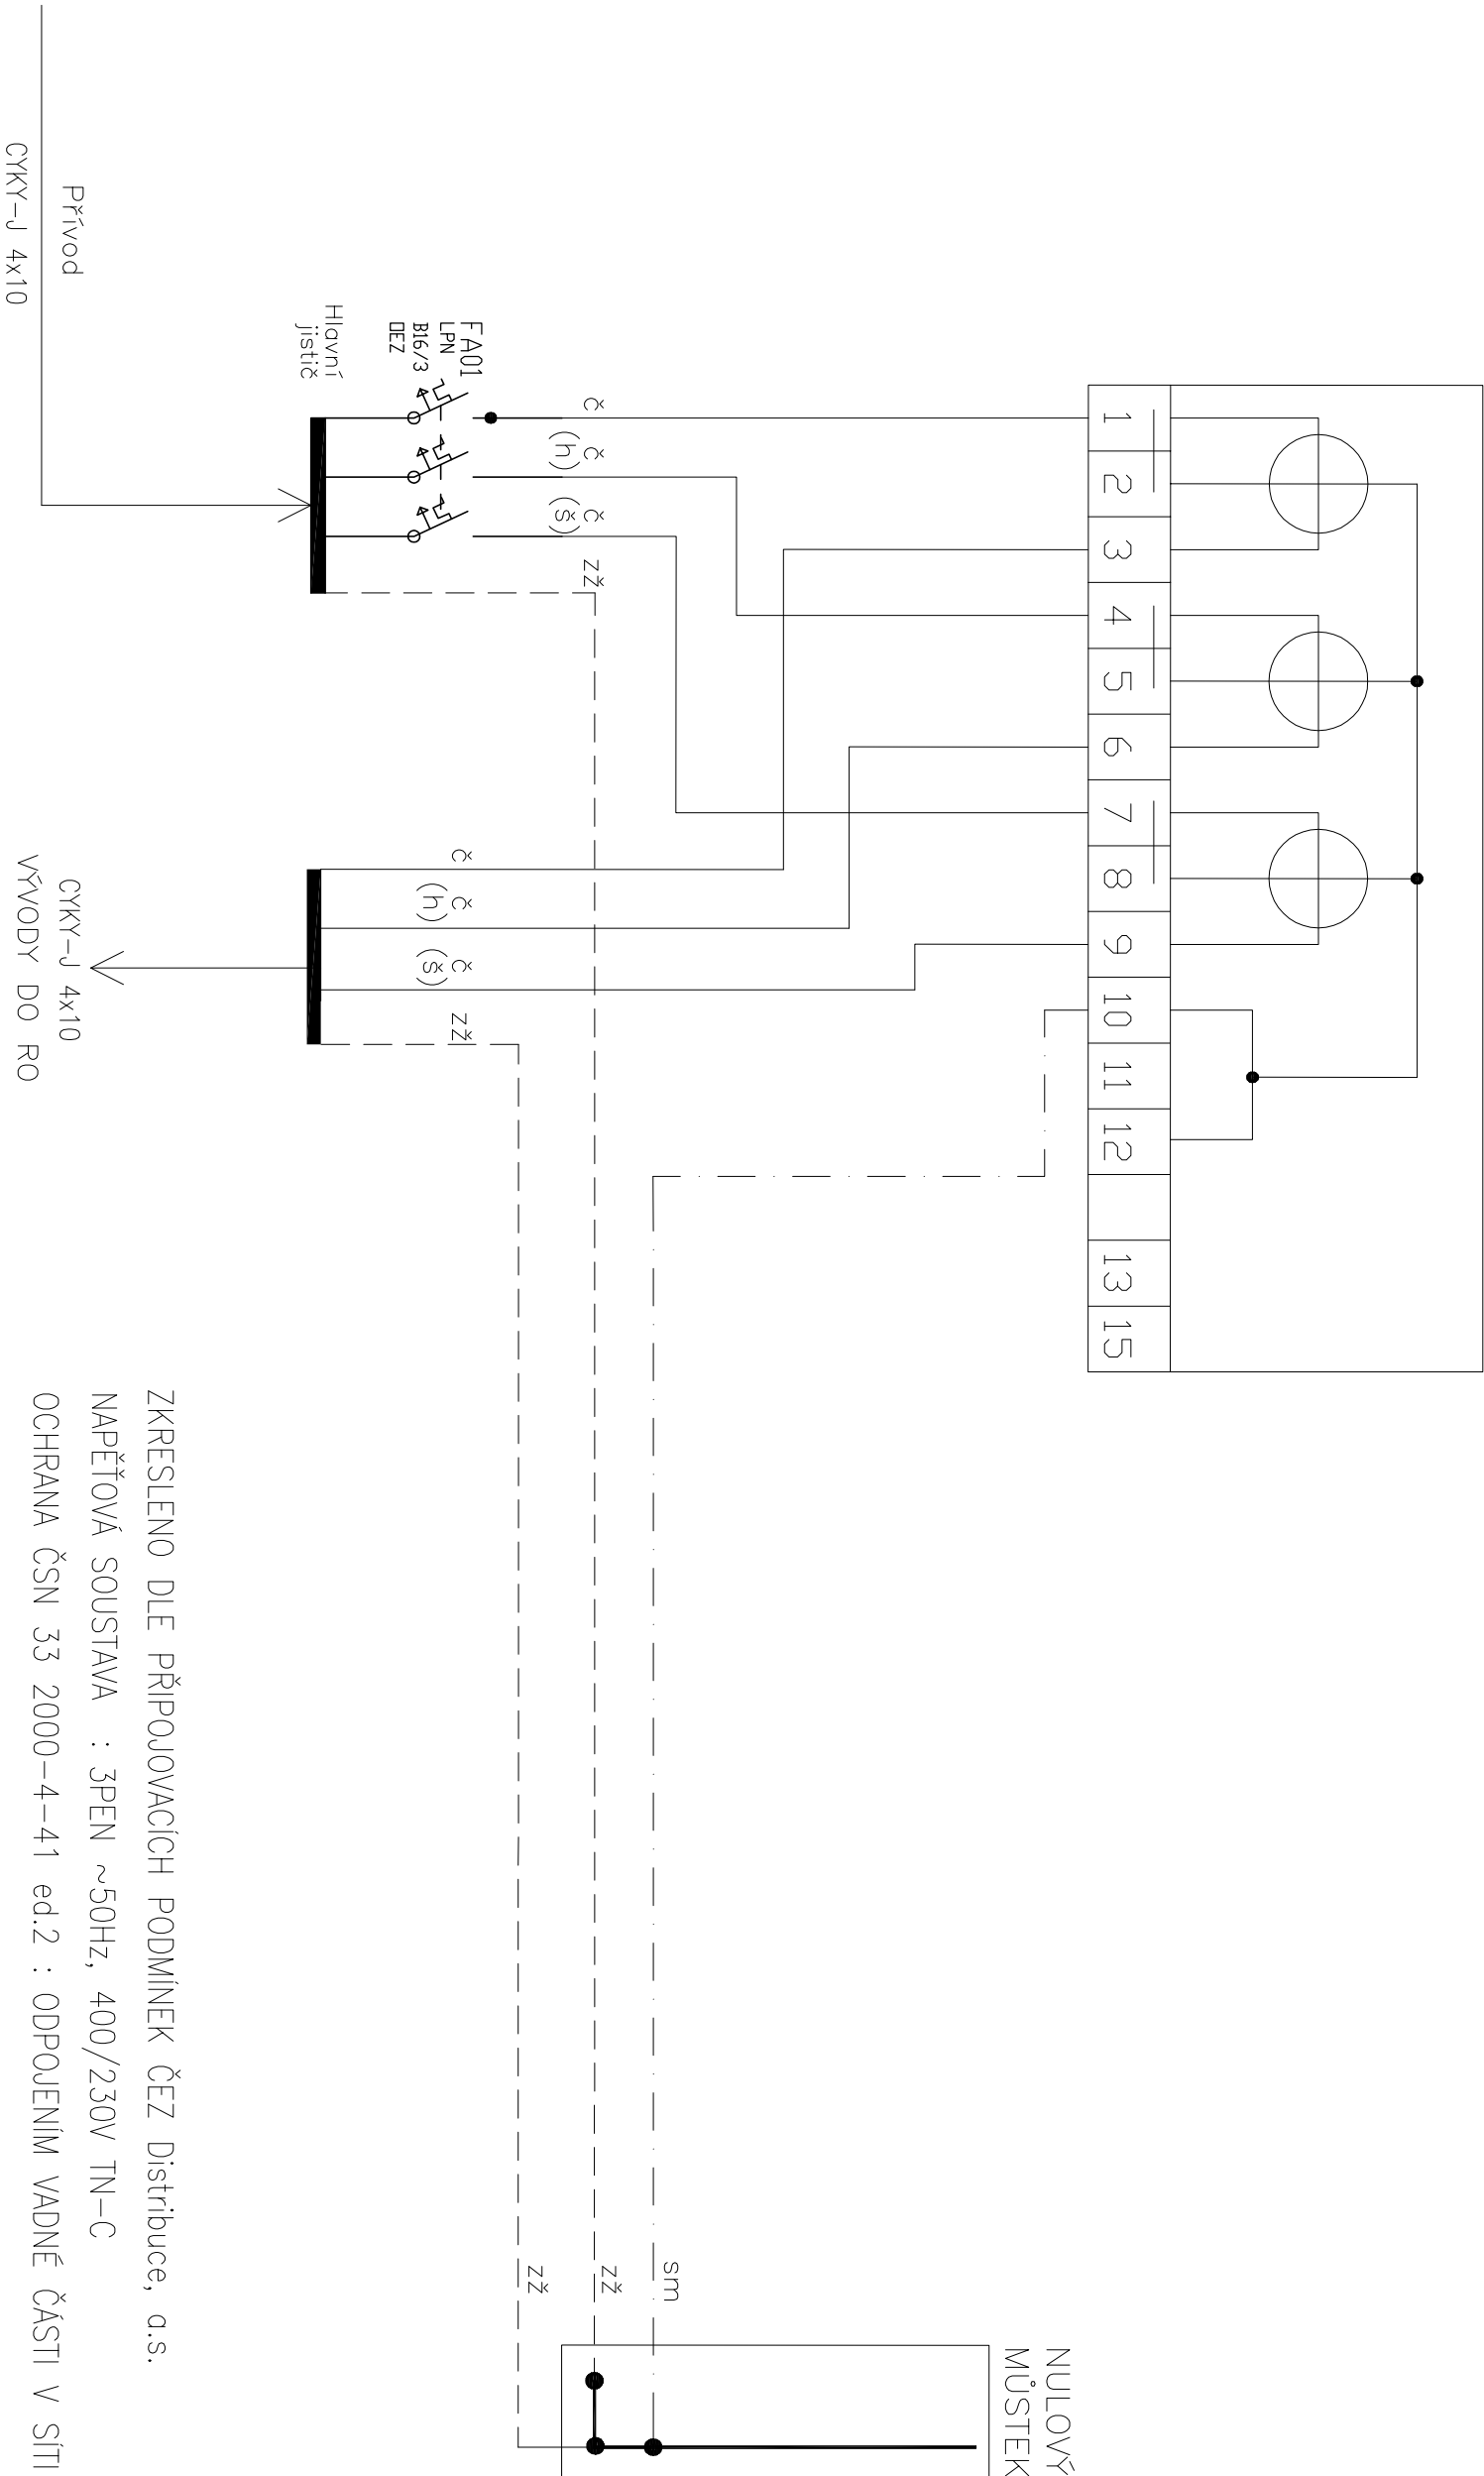 NULOVÝ
MŮSTEK
1 2 3 4 5 6 7 8 9 10 11 12 13 15
sm
zž
zž
č č č zž
(h) (š)
FA01
LPN
B16/3
OEZ
Hlavní
jistič
č č č zž
(h) (š)
Přívod
CYKY-J 4x10
CYKY-J 4x10
VÝVODY DO RO
ZKRESLENO DLE PŘIPOJOVACÍCH PODMÍNEK ČEZ Distribuce, a.s.
NAPĚŤOVÁ SOUSTAVA : 3PEN ~50Hz, 400/230V TN-C
OCHRANA ČSN 33 2000-4-41 ed.2 : ODPOJENÍM VADNÉ ČÁSTI V SÍTI